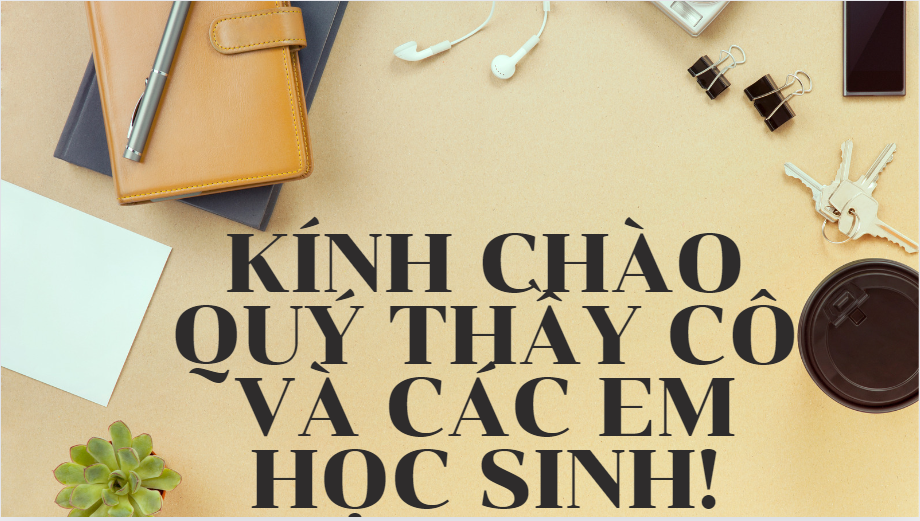 KÍNH CHÀO
QUÝ THẦY CÔ
VÀ CÁC EM
HỌC SINH!